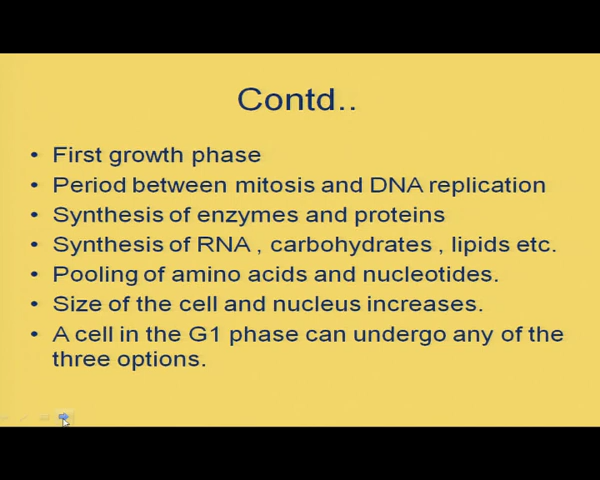 Contd..
• First growth phase
• Period between mitosis and DNA replication
• Synthesis of enzymes and proteins
• Synthesis of RNA , carbohydrates , lipids etc.
• Pooling of amino acids and nucleotides.
• Size of the cell and nucleus increases.
• A cell in the G1 phase can undergo any of the
three options.